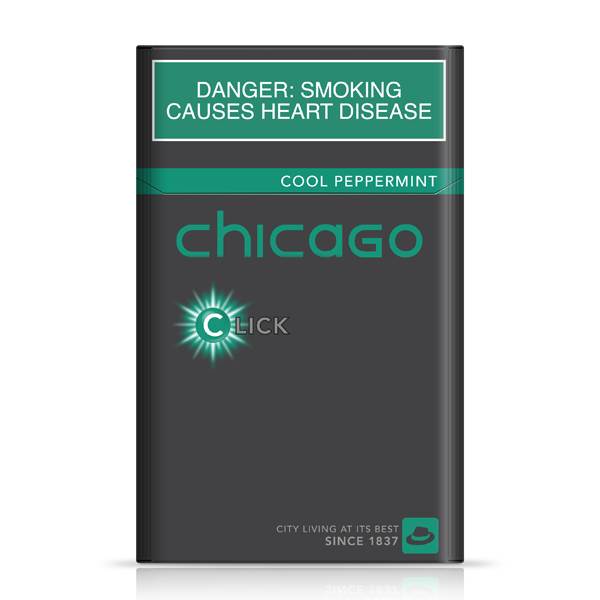 DANGER: SMOKING
CAUSES HEART DISEASE
COOL PEPPERMINT
chicago
CLICK
CITY LIVING AT ITS BEST
SINCE 1837